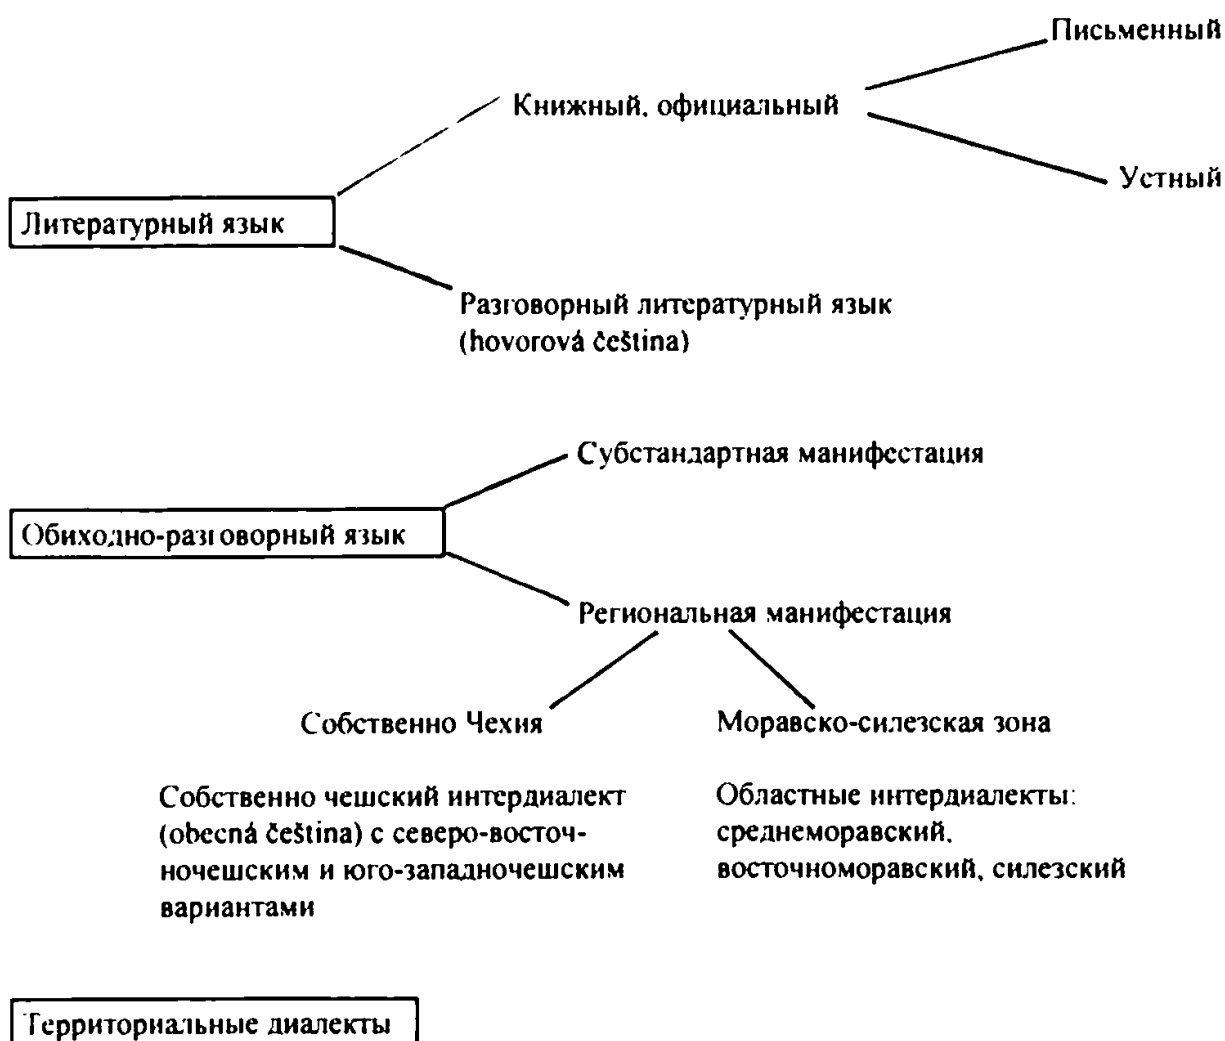 Письменный
Книжный, официальный
Устный
Литературный язык
Разговорный литературный язык
(hovorová čeština)
Субстандартная манифестация
Обиходно-разговорный язык
Региональная манифестация
Собственно Чехия
Моравско-силезская зона
Собственно чешский интердиалект
(obecná čeština) с северо-восточ-
ночешским и юго-западночешским
вариантами
Областные интердиалекты:
среднеморавский,
восточноморавский, силезский
Территориальные диалекты